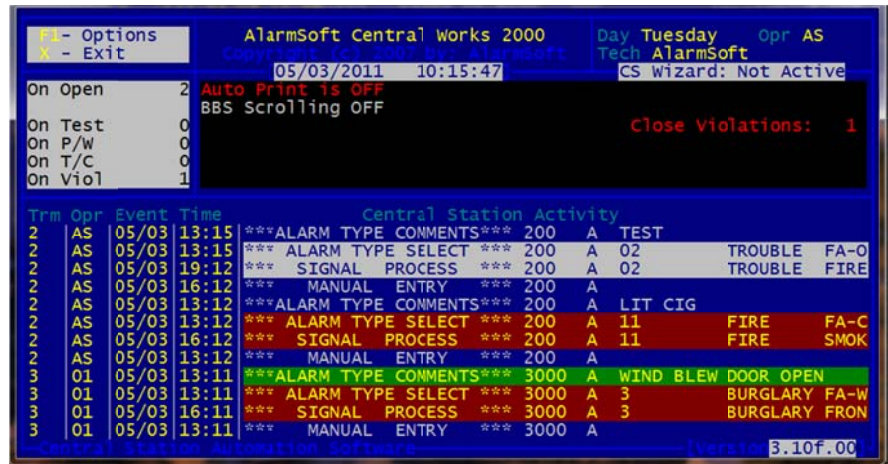 F1- Options
X - Exit
AlarmSoft Central Works 2000
Copyright (c) 2007 by: AlarmSoft
05/03/2011 10:15:47
Day Tuesday Opr AS
Tech AlarmSoft
CS Wizard: Not Active
On Open 2
On Test 0
On P/W 0
On T/C 0
On Viol 1
Auto Print is OFF
BBS Scrolling OFF
Close Violations: 1
Trm Opr Event Time Central Station Activity
2 AS 05/03 13:15 ***ALARM TYPE COMMENTS*** 200 A TEST
2 AS 05/03 13:15 *** ALARM TYPE SELECT *** 200 A 02 TROUBLE FA-O
2 AS 05/03 19:12 *** SIGNAL PROCESS *** 200 A 02 TROUBLE FIRE
2 AS 05/03 16:12 *** MANUAL ENTRY *** 200 A
2 AS 05/03 13:12 ***ALARM TYPE COMMENTS*** 200 A LIT CIG
2 AS 05/03 13:12 *** ALARM TYPE SELECT *** 200 A 11 FIRE FA-C
2 AS 05/03 16:12 *** SIGNAL PROCESS *** 200 A 11 FIRE SMOK
2 AS 05/03 13:12 *** MANUAL ENTRY *** 200 A
3 01 05/03 13:11 ***ALARM TYPE COMMENTS*** 3000 A WIND BLEW DOOR OPEN
3 01 05/03 13:11 *** ALARM TYPE SELECT *** 3000 A 3 BURGLARY FA-W
3 01 05/03 16:11 *** SIGNAL PROCESS *** 3000 A 3 BURGLARY FRON
3 01 05/03 13:11 *** MANUAL ENTRY *** 3000 A
Central Station Automation Software [Version 3.10f.00]